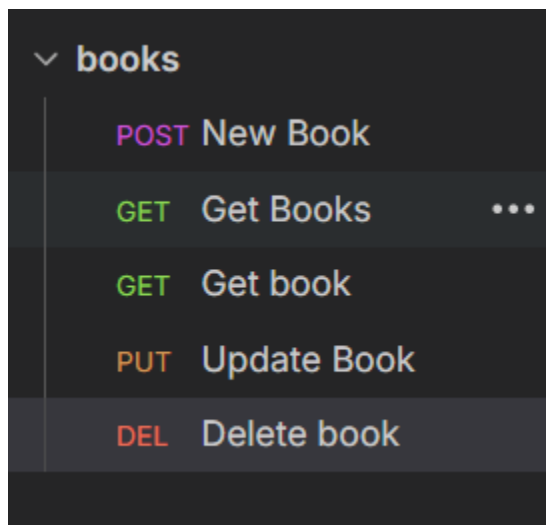 books
POST New Book
GET Get Books
GET Get book
PUT Update Book
DEL Delete book